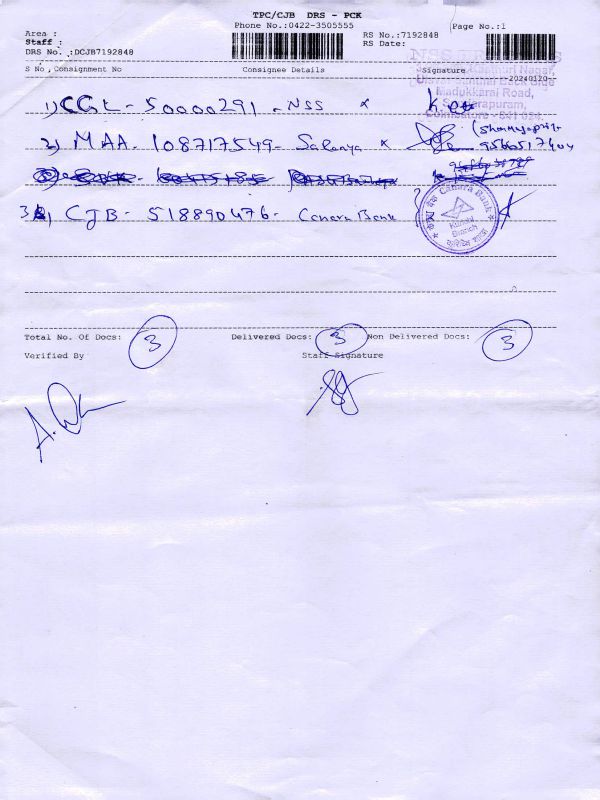 TPC/CJB DRS - PCK
Phone No.:0422-3505555
Area :
Staff :
DRS No.:DCJB7192848
RS No.:7192848
RS Date:
Page No.:1
S No,Consignment No Consignee Details Signature
20240120
Madukkarai Road,
Coimbatore - 641 024.
1) CGL - 50000291 - NSS x
2) MAA - 108717549 - Saranya x
9566517404
3) CJB - 518890476 - Canara Bank
Canara Bank
Branch
Total No. Of Docs: 3 Delivered Docs: 3 Non Delivered Docs: 3
Verified By Staff Signature